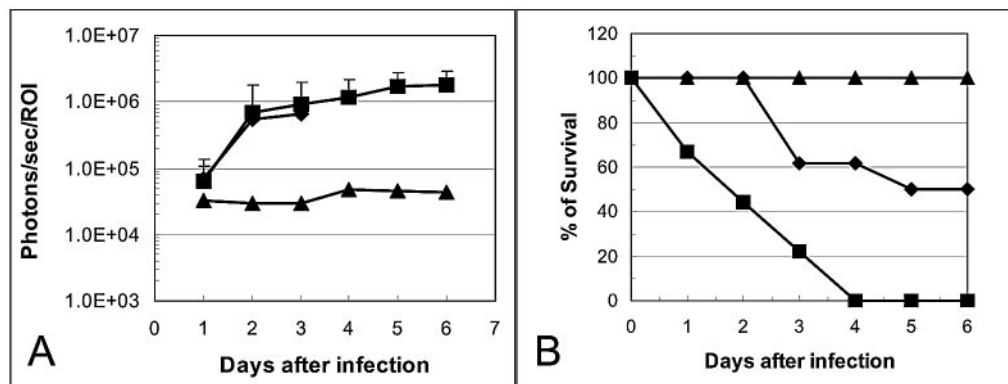 1.0E+07
1.0E+06
1.0E+05
1.0E+04
1.0E+03
Photons/sec/ROI
0 1 2 3 4 5 6 7
Days after infection
A
120
100
80
60
40
20
0
% of Survival
0 1 2 3 4 5 6
Days after infection
B